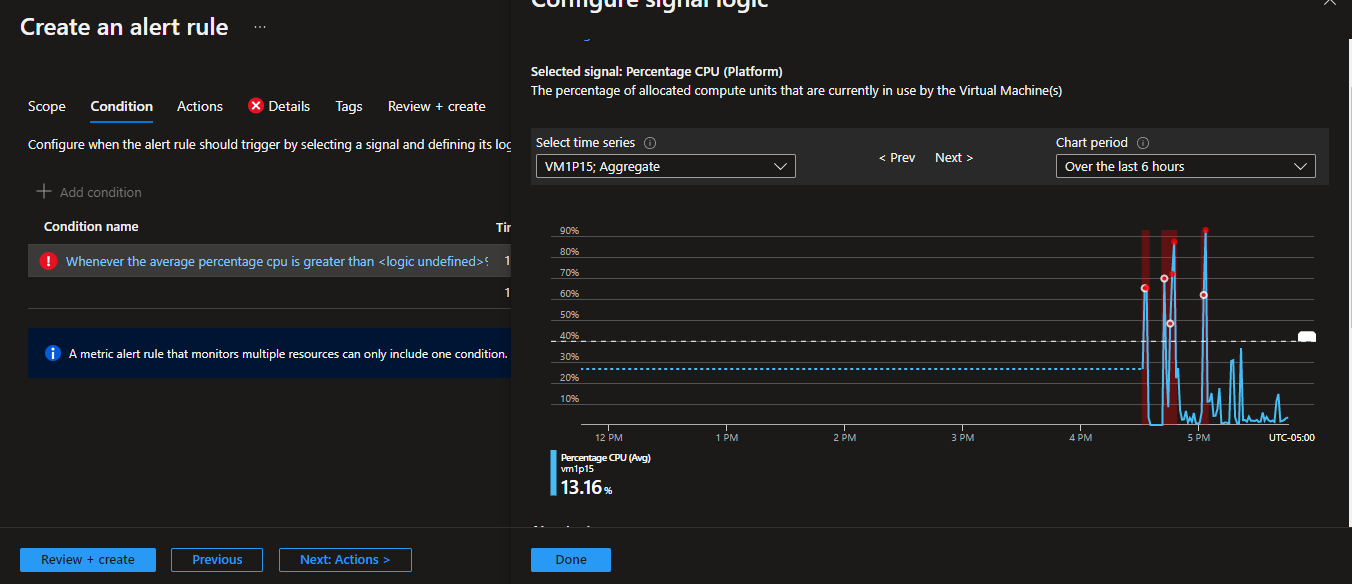 Create an alert rule ...
Scope Condition Actions Details Tags Review + create
Configure when the alert rule should trigger by selecting a signal and defining its log
+ Add condition
Condition name
Whenever the average percentage cpu is greater than <logic undefined>%
A metric alert rule that monitors multiple resources can only include one condition.
Review + create Previous Next: Actions >
Configure signal logic
Selected signal: Percentage CPU (Platform)
The percentage of allocated compute units that are currently in use by the Virtual Machine(s)
Select time series
VM1P15; Aggregate
< Prev Next >
Chart period
Over the last 6 hours
90%
80%
70%
60%
50%
40%
30%
20%
10%
12 PM 1 PM 2 PM 3 PM 4 PM 5 PM UTC-05:00
Percentage CPU (Avg)
vm1p15
13.16 %
Done